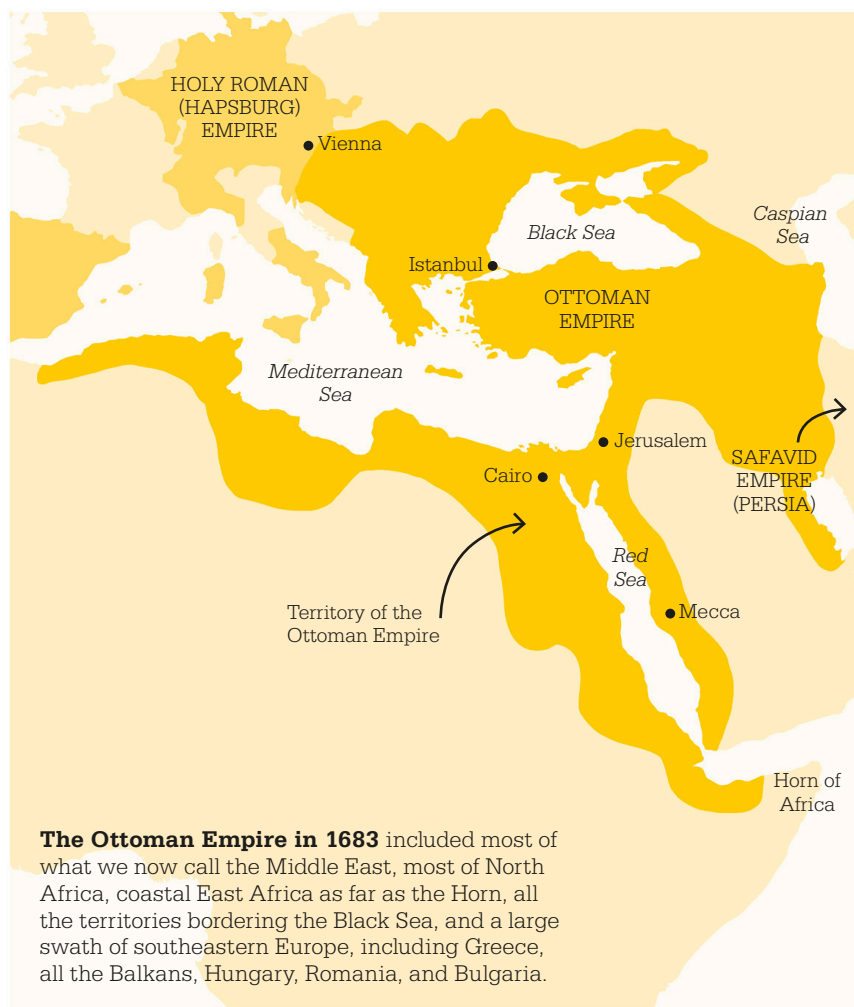 HOLY ROMAN
(HAPSBURG)
EMPIRE
Vienna
Caspian
Sea
Black Sea
Istanbul
OTTOMAN
EMPIRE
Mediterranean
Sea
Jerusalem
SAFAVID
EMPIRE
(PERSIA)
Cairo
Red
Sea
Territory of the
Ottoman Empire
Mecca
Horn of
Africa
The Ottoman Empire in 1683 included most of
what we now call the Middle East, most of North
Africa, coastal East Africa as far as the Horn, all
the territories bordering the Black Sea, and a large
swath of southeastern Europe, including Greece,
all the Balkans, Hungary, Romania, and Bulgaria.